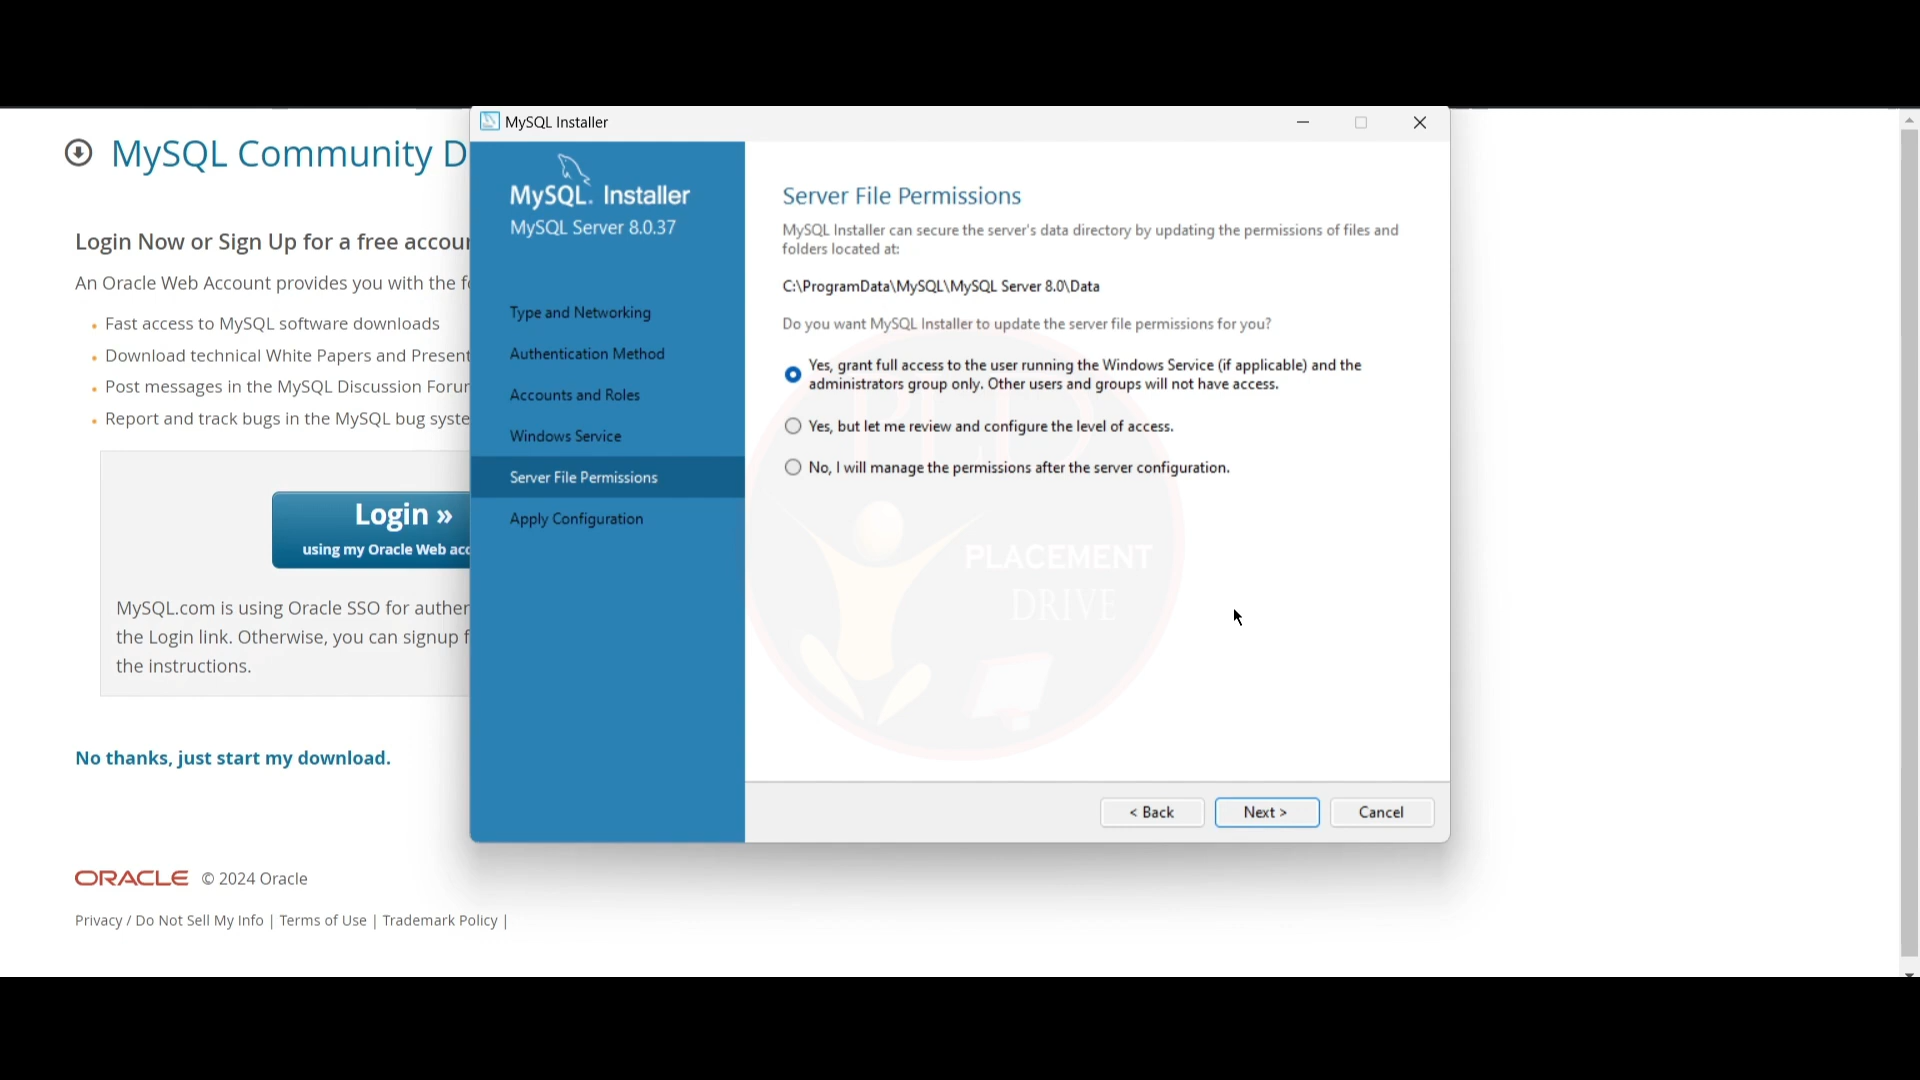 MySQL Community D
Login Now or Sign Up for a free accour
An Oracle Web Account provides you with the f
• Fast access to MySQL software downloads
• Download technical White Papers and Present
• Post messages in the MySQL Discussion Forur
• Report and track bugs in the MySQL bug syste
Login »
using my Oracle Web acc
MySQL.com is using Oracle SSO for auther
the Login link. Otherwise, you can signup f
the instructions.
No thanks, just start my download.
ORACLE © 2024 Oracle
Privacy / Do Not Sell My Info | Terms of Use | Trademark Policy |
MySQL Installer
MySQL. Installer
MySQL Server 8.0.37
Type and Networking
Authentication Method
Accounts and Roles
Windows Service
Server File Permissions
Apply Configuration
Server File Permissions
MySQL Installer can secure the server's data directory by updating the permissions of files and
folders located at:
C:\ProgramData\MySQL\MySQL Server 8.0\Data
Do you want MySQL Installer to update the server file permissions for you?
Yes, grant full access to the user running the Windows Service (if applicable) and the
administrators group only. Other users and groups will not have access.
Yes, but let me review and configure the level of access.
No, I will manage the permissions after the server configuration.
PLACEMENT
DRIVE
< Back
Next >
Cancel